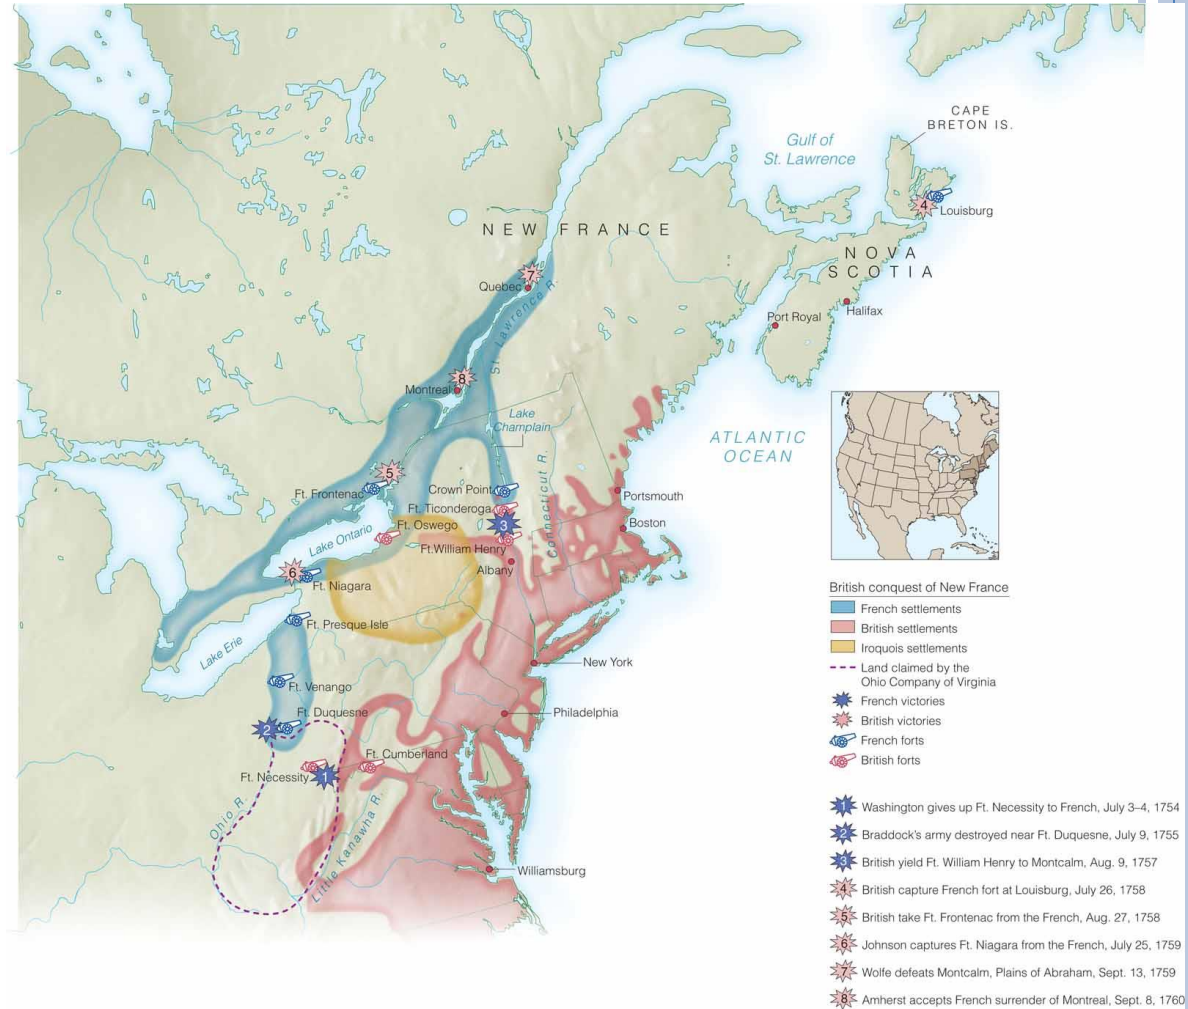 CAPE
BRETON IS.
Gulf of
St. Lawrence
4
Louisburg
NEW FRANCE
NOVA
SCOTIA
7
Quebec
St. Lawrence R.
Halifax
Port Royal
8
Montreal
Lake
Champlain
ATLANTIC
OCEAN
5
Ft. Frontenac
Crown Point
Connecticut R.
Portsmouth
Ft. Ticonderoga
Ft. Oswego
3
Boston
Lake Ontario
Ft. William Henry
Albany
6
Ft. Niagara
Ft. Presque Isle
Lake Erie
New York
Ft. Venango
Ft. Duquesne
Philadelphia
2
Ft. Cumberland
Ft. Necessity
1
Ohio R.
Little Kanawha R.
Williamsburg
British conquest of New France
French settlements
British settlements
Iroquois settlements
Land claimed by the
Ohio Company of Virginia
French victories
British victories
French forts
British forts
1 Washington gives up Ft. Necessity to French, July 3–4, 1754
2 Braddock's army destroyed near Ft. Duquesne, July 9, 1755
3 British yield Ft. William Henry to Montcalm, Aug. 9, 1757
4 British capture French fort at Louisburg, July 26, 1758
5 British take Ft. Frontenac from the French, Aug. 27, 1758
6 Johnson captures Ft. Niagara from the French, July 25, 1759
7 Wolfe defeats Montcalm, Plains of Abraham, Sept. 13, 1759
8 Amherst accepts French surrender of Montreal, Sept. 8, 1760